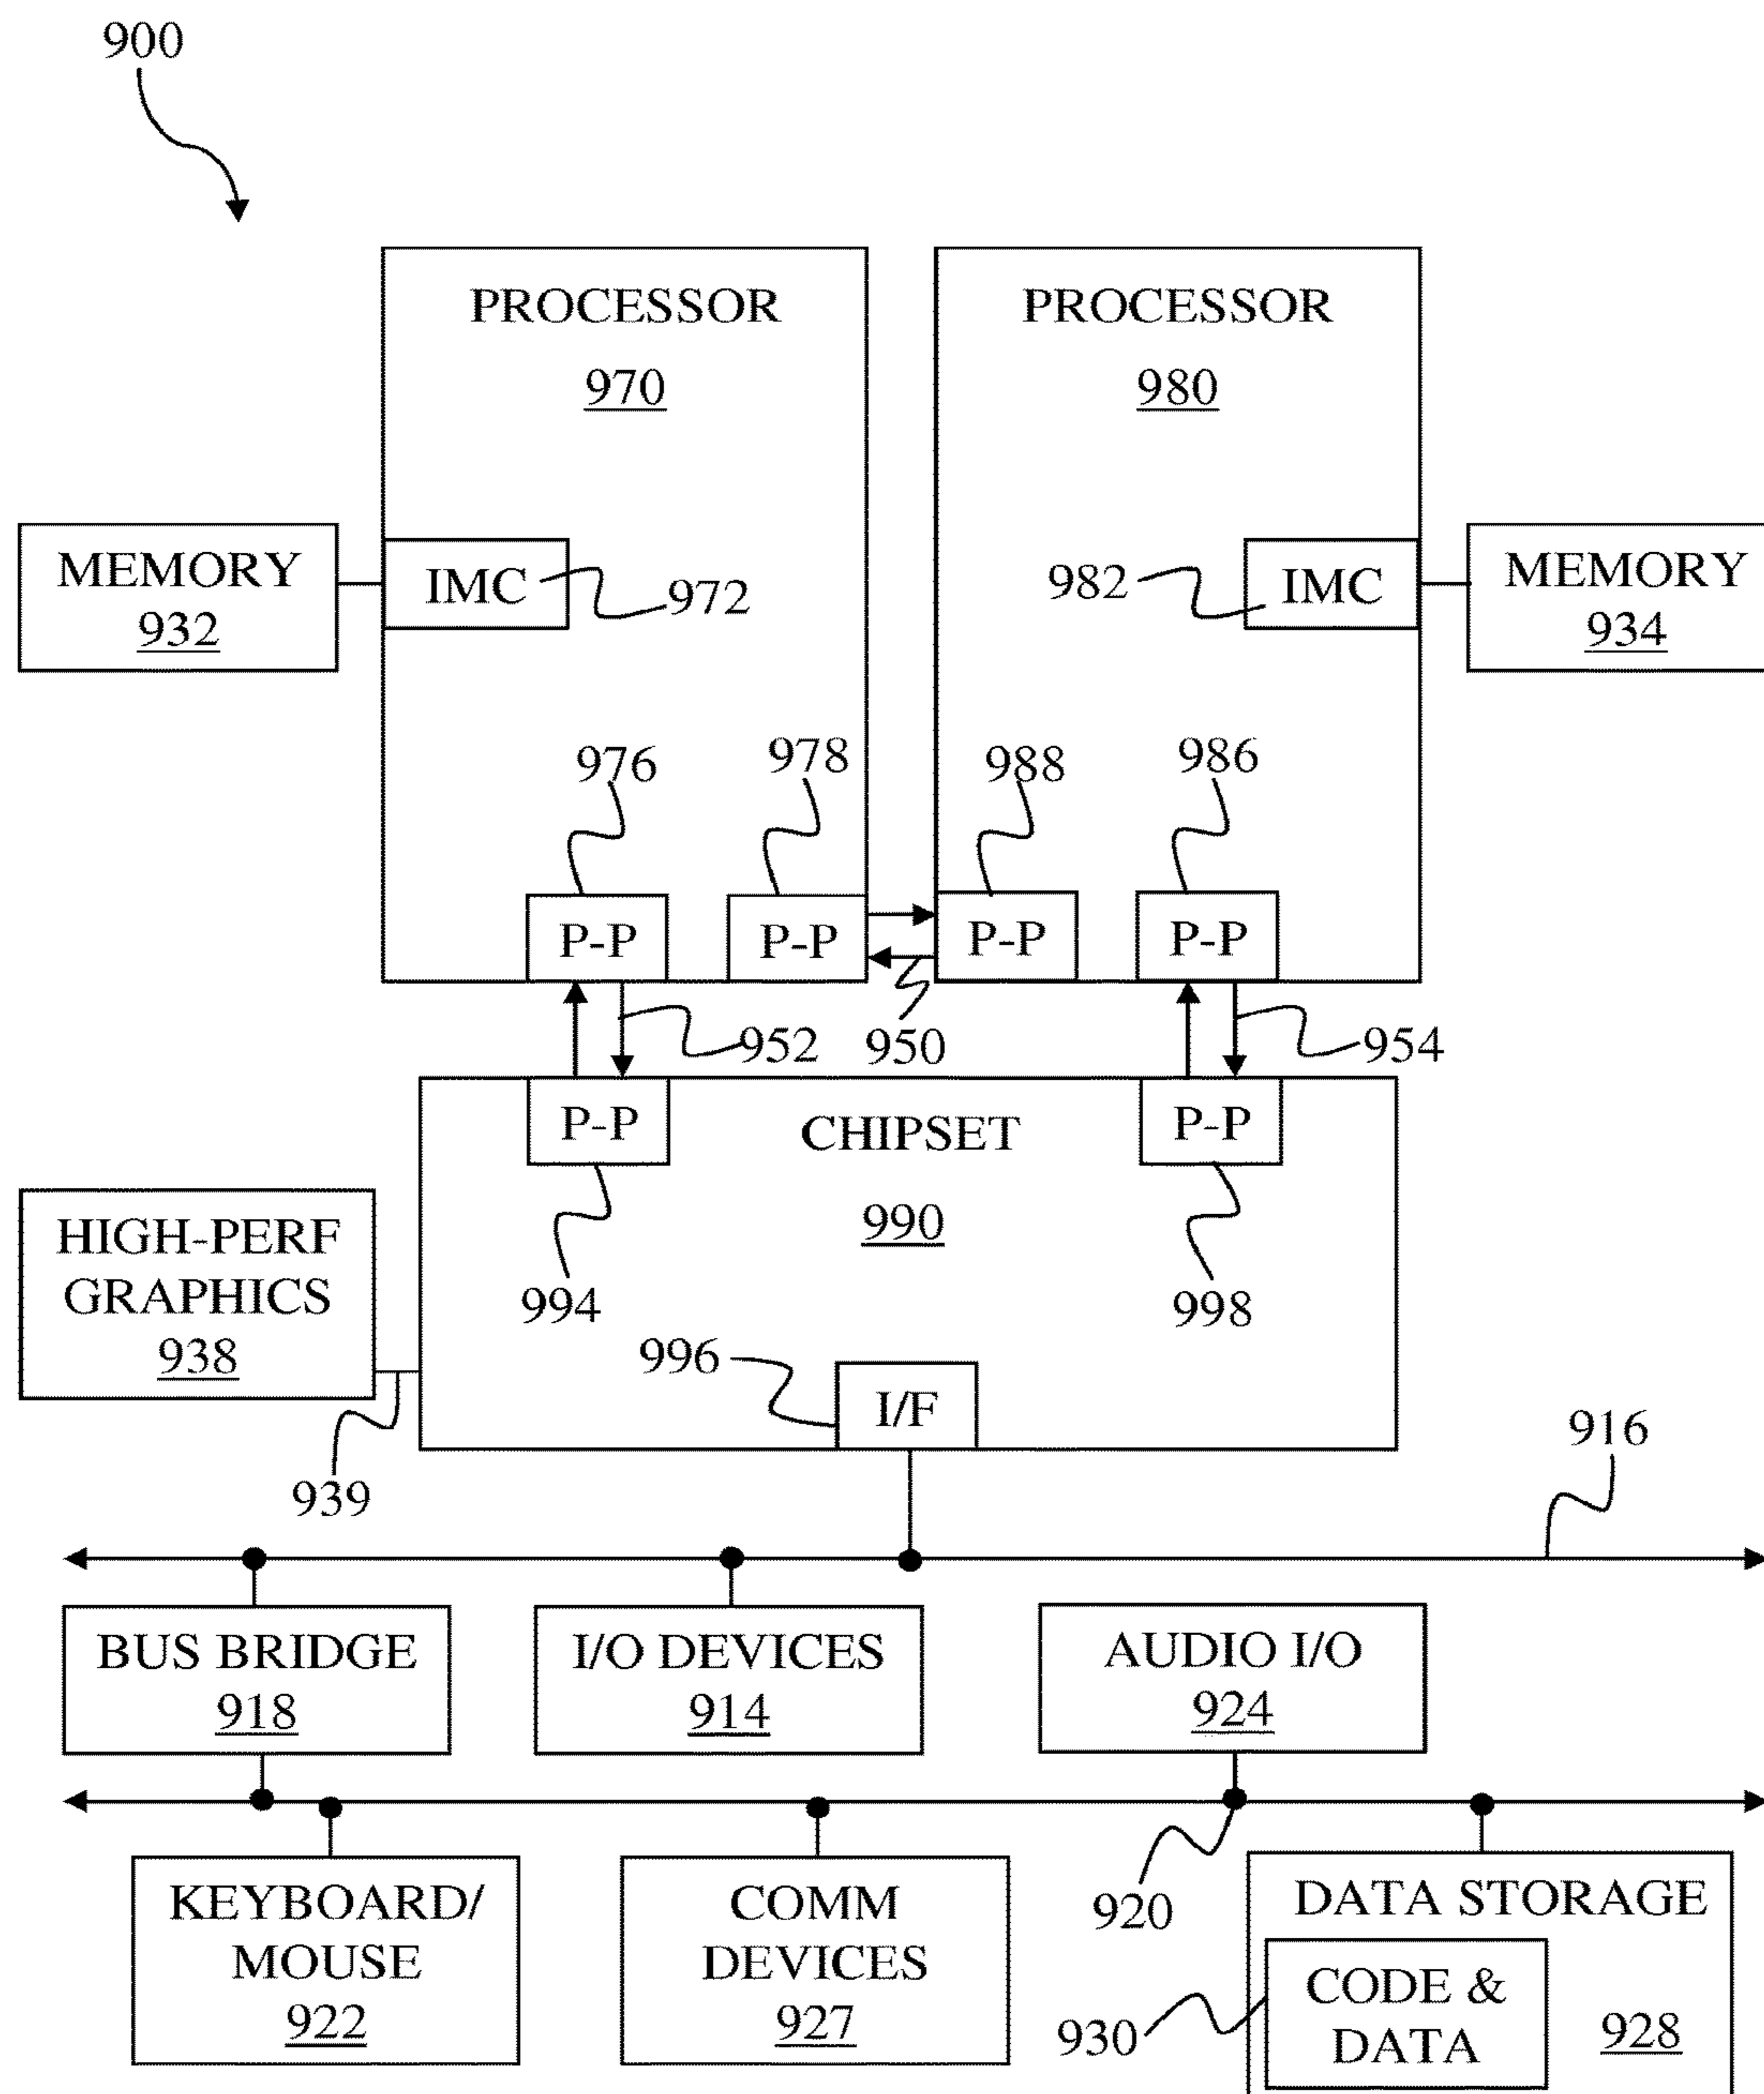 900
PROCESSOR
970
PROCESSOR
980
MEMORY
932
IMC
972
982
IMC
MEMORY
934
976
978
988
986
P-P
P-P
P-P
P-P
952
950
954
P-P
CHIPSET
P-P
990
HIGH-PERF
GRAPHICS
938
994
998
996
I/F
939
916
BUS BRIDGE
918
I/O DEVICES
914
AUDIO I/O
924
KEYBOARD/
MOUSE
922
COMM
DEVICES
927
920
DATA STORAGE
CODE &
DATA
930
928